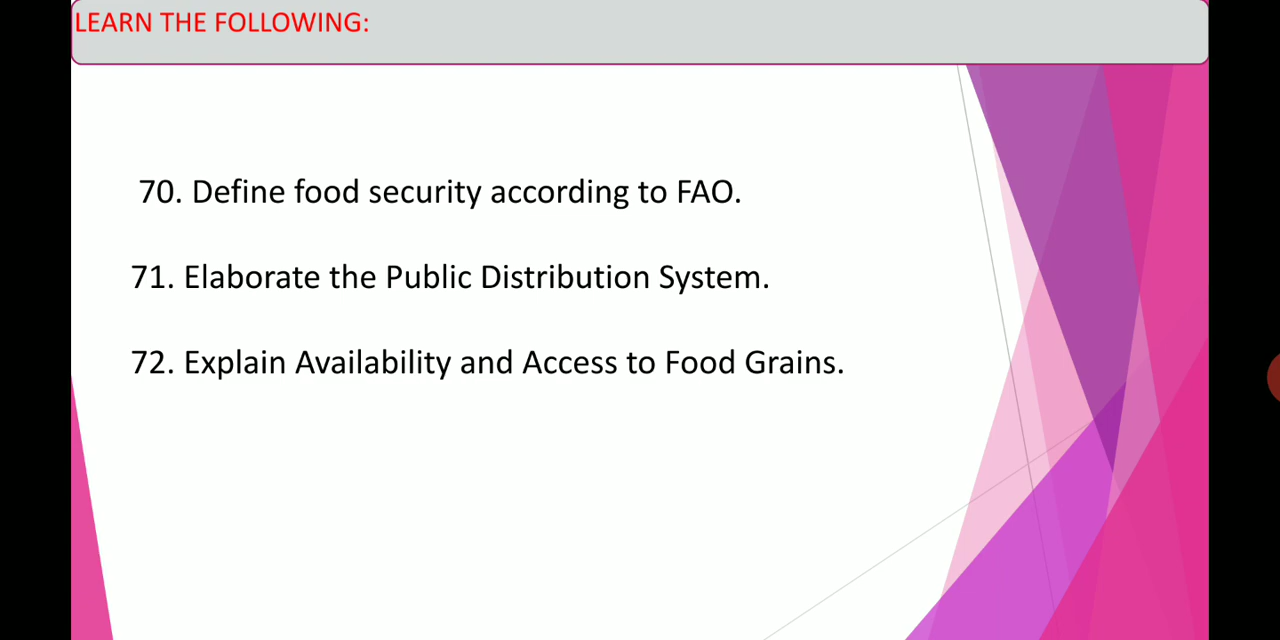 LEARN THE FOLLOWING:
70. Define food security according to FAO.
71. Elaborate the Public Distribution System.
72. Explain Availability and Access to Food Grains.